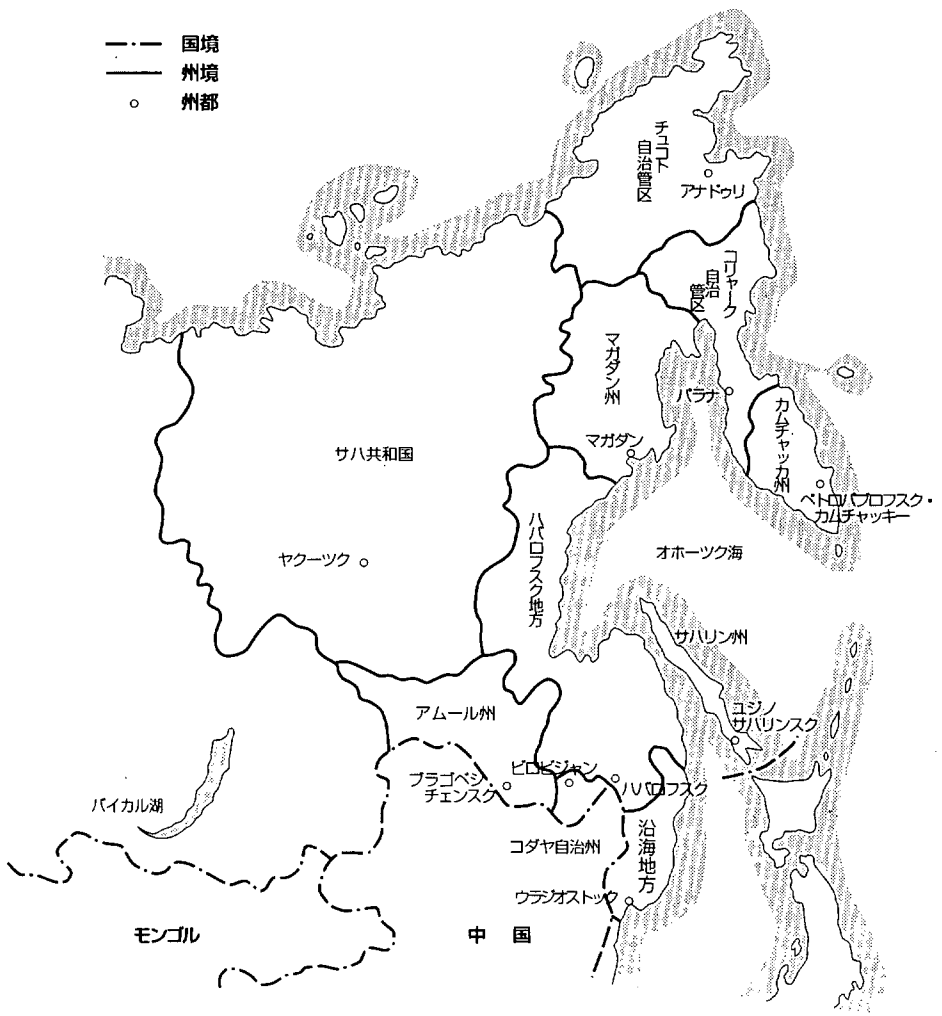 国境
州境
州都
チュコト
自治管区
アナドゥリ
コリャーク
自治
管区
マガダン州
パラナ
カムチャッカ州
マガダン
サハ共和国
ペトロパブロフスク・
カムチャッキー
ハバロフスク地方
オホーツク海
ヤクーツク
サハリン州
ユジノ
サハリンスク
アムール州
ビロビジャン
ブラゴベシ
チェンスク
ハバロフスク
バイカル湖
コダヤ自治州
沿海地方
ウラジオストック
モンゴル
中国